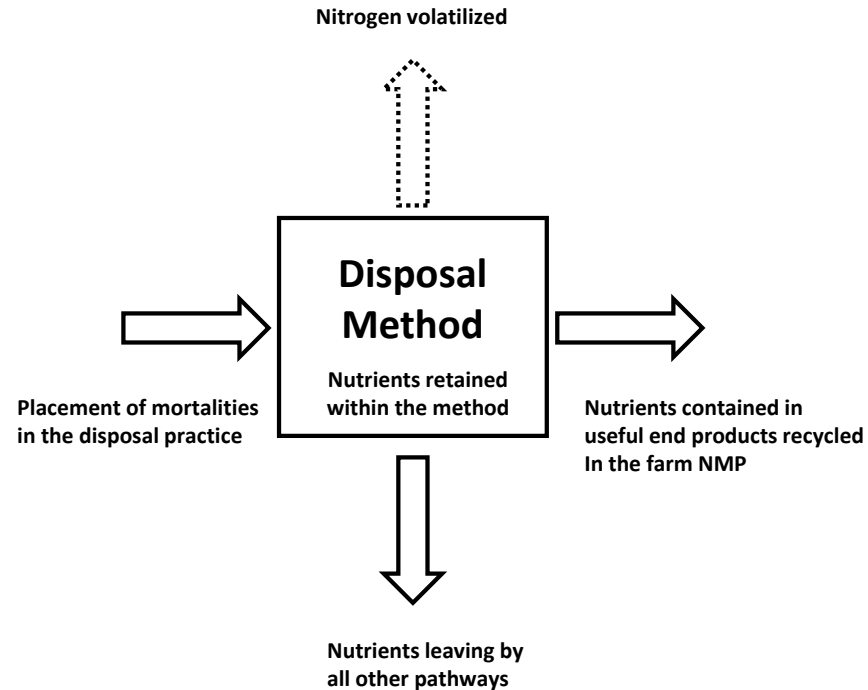 Nitrogen volatilized
Disposal
Method
Nutrients retained
within the method
Placement of mortalities
in the disposal practice
Nutrients contained in
useful end products recycled
In the farm NMP
Nutrients leaving by
all other pathways